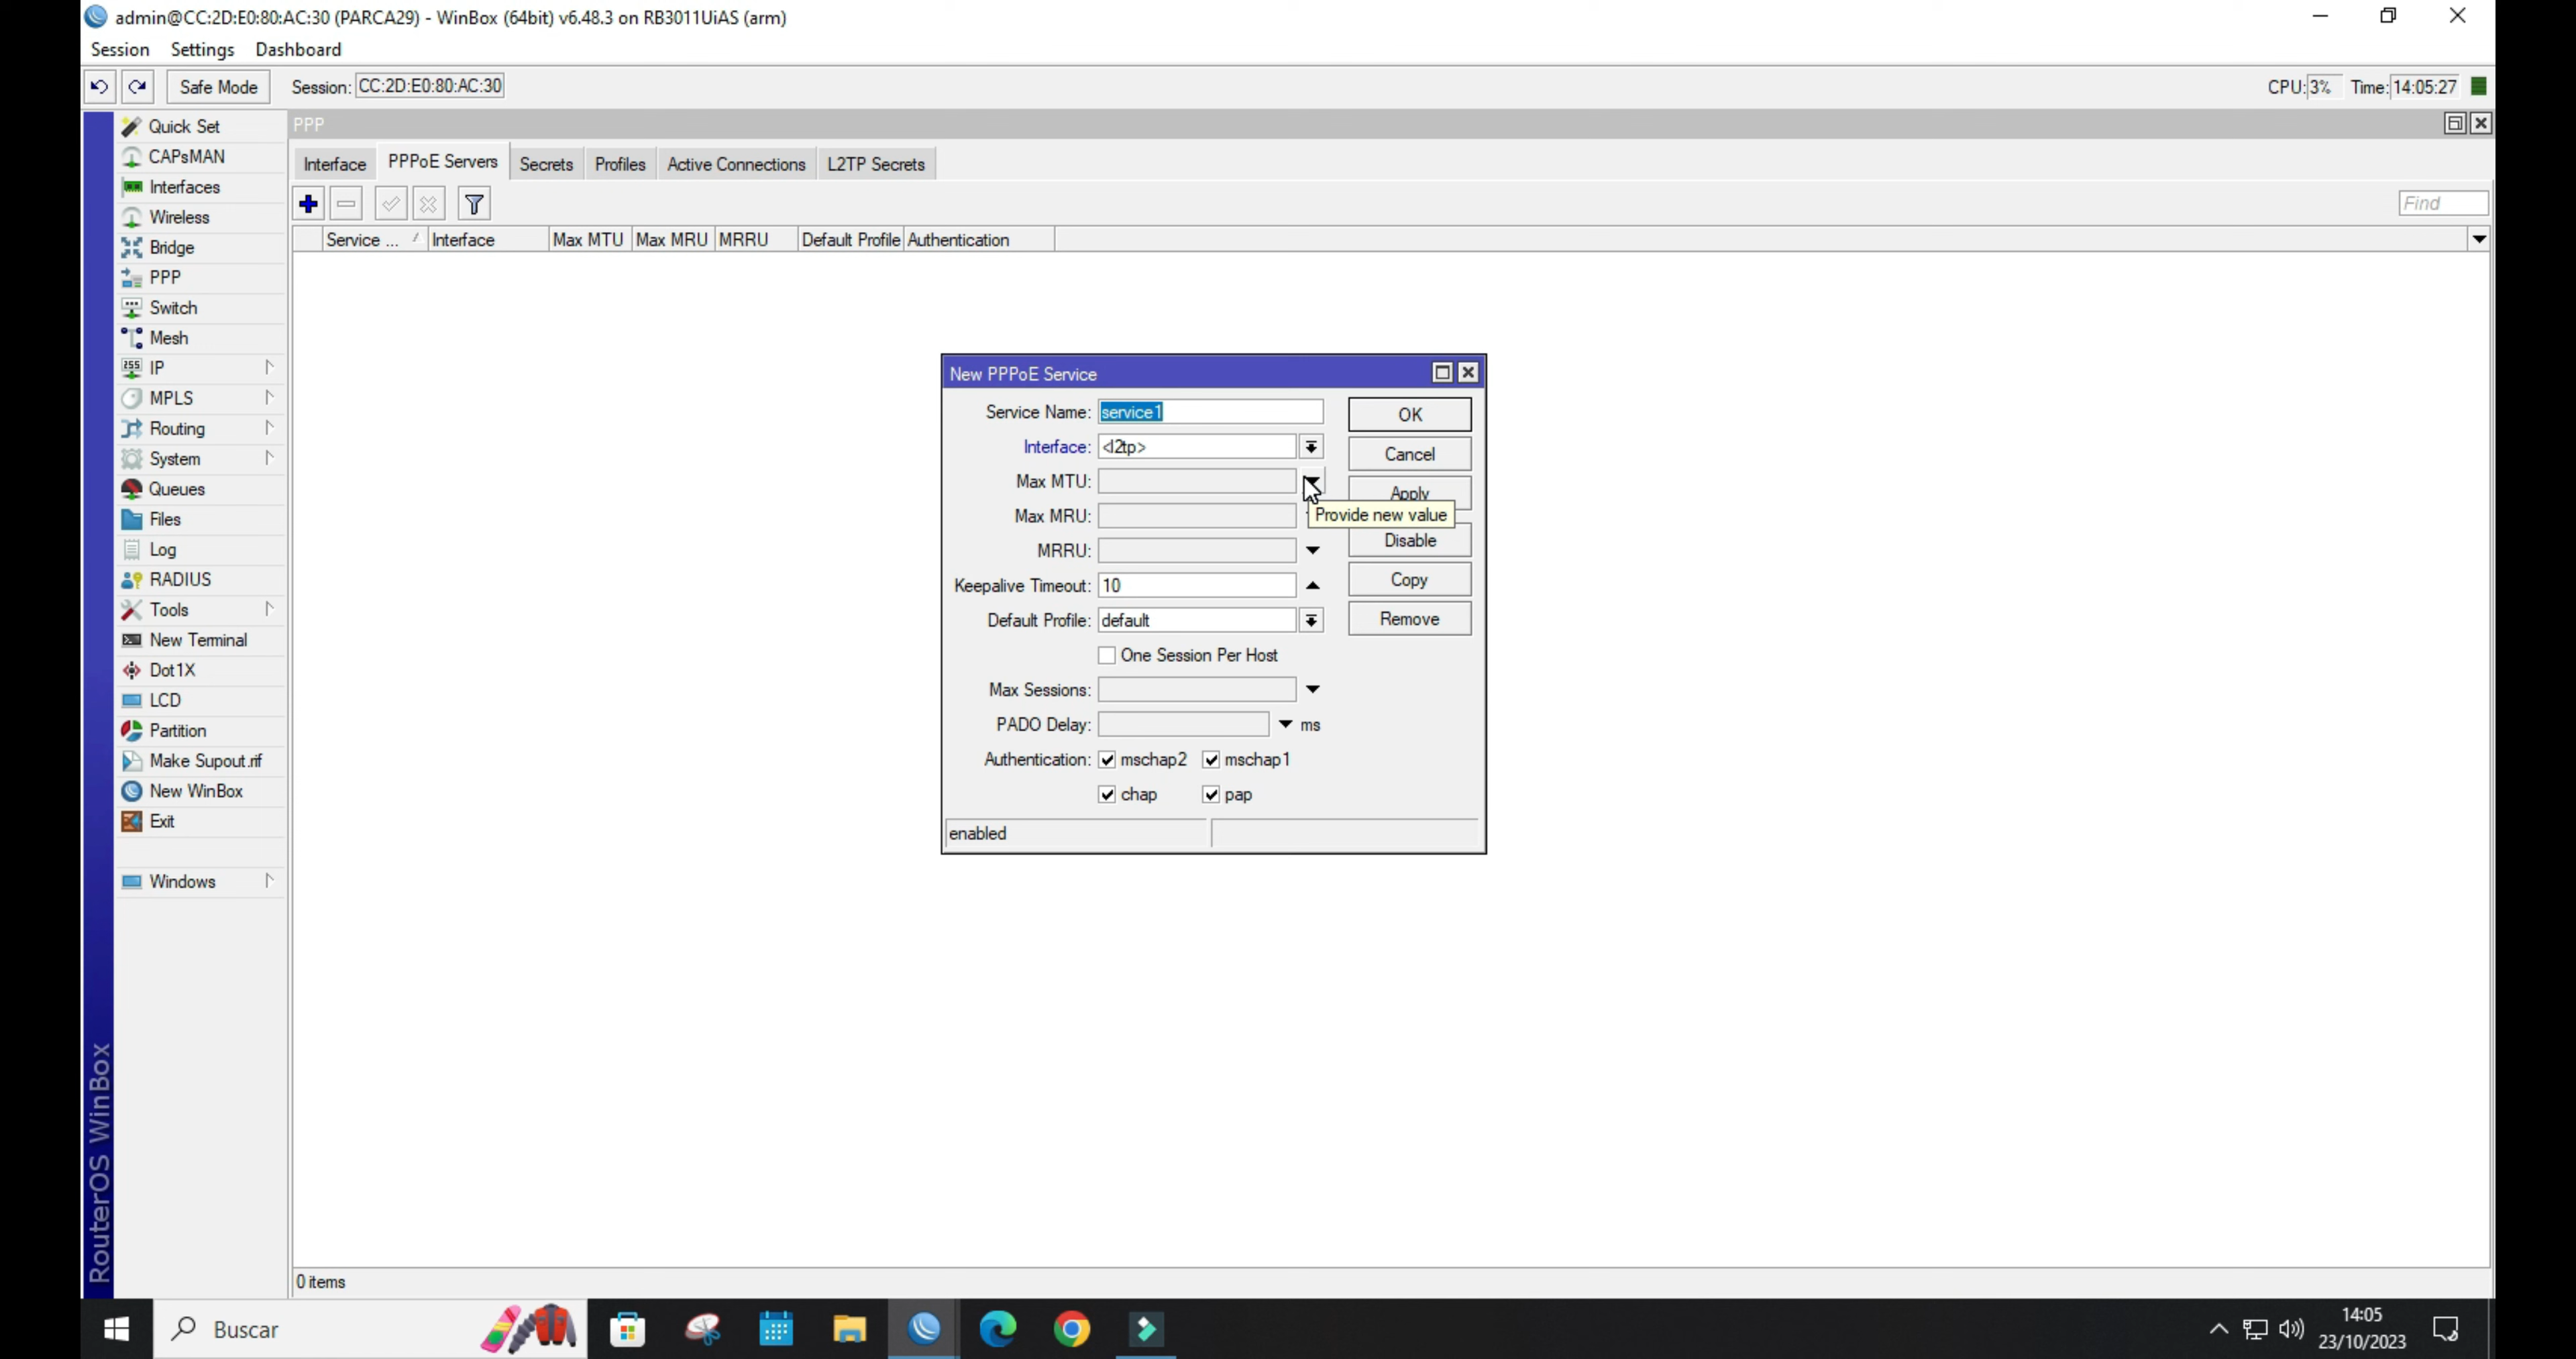 admin@CC:2D:E0:80:AC:30 (PARCA29) - WinBox (64bit) v6.48.3 on RB3011UiAS (arm)
Session Settings Dashboard
Safe Mode Session: CC:2D:E0:80:AC:30 CPU: 3% Time: 14:05:27
Quick Set
CAPsMAN
Interfaces
Wireless
Bridge
PPP
Switch
Mesh
255 IP
MPLS
Routing
System
Queues
Files
Log
RADIUS
Tools
New Terminal
Dot1X
LCD
Partition
Make Supout.rif
New WinBox
Exit
Windows
RouterOS WinBox
PPP
Interface PPPoE Servers Secrets Profiles Active Connections L2TP Secrets
Find
Service ... Interface Max MTU Max MRU MRRU Default Profile Authentication
New PPPoE Service
Service Name: service1
Interface: <l2tp>
Max MTU:
Max MRU:
MRRU:
Keepalive Timeout: 10
Default Profile: default
One Session Per Host
Max Sessions:
PADO Delay: ms
Authentication: mschap2 mschap1
chap pap
enabled
OK
Cancel
Apply
Provide new value
Disable
Copy
Remove
0 items
Buscar
14:05
23/10/2023